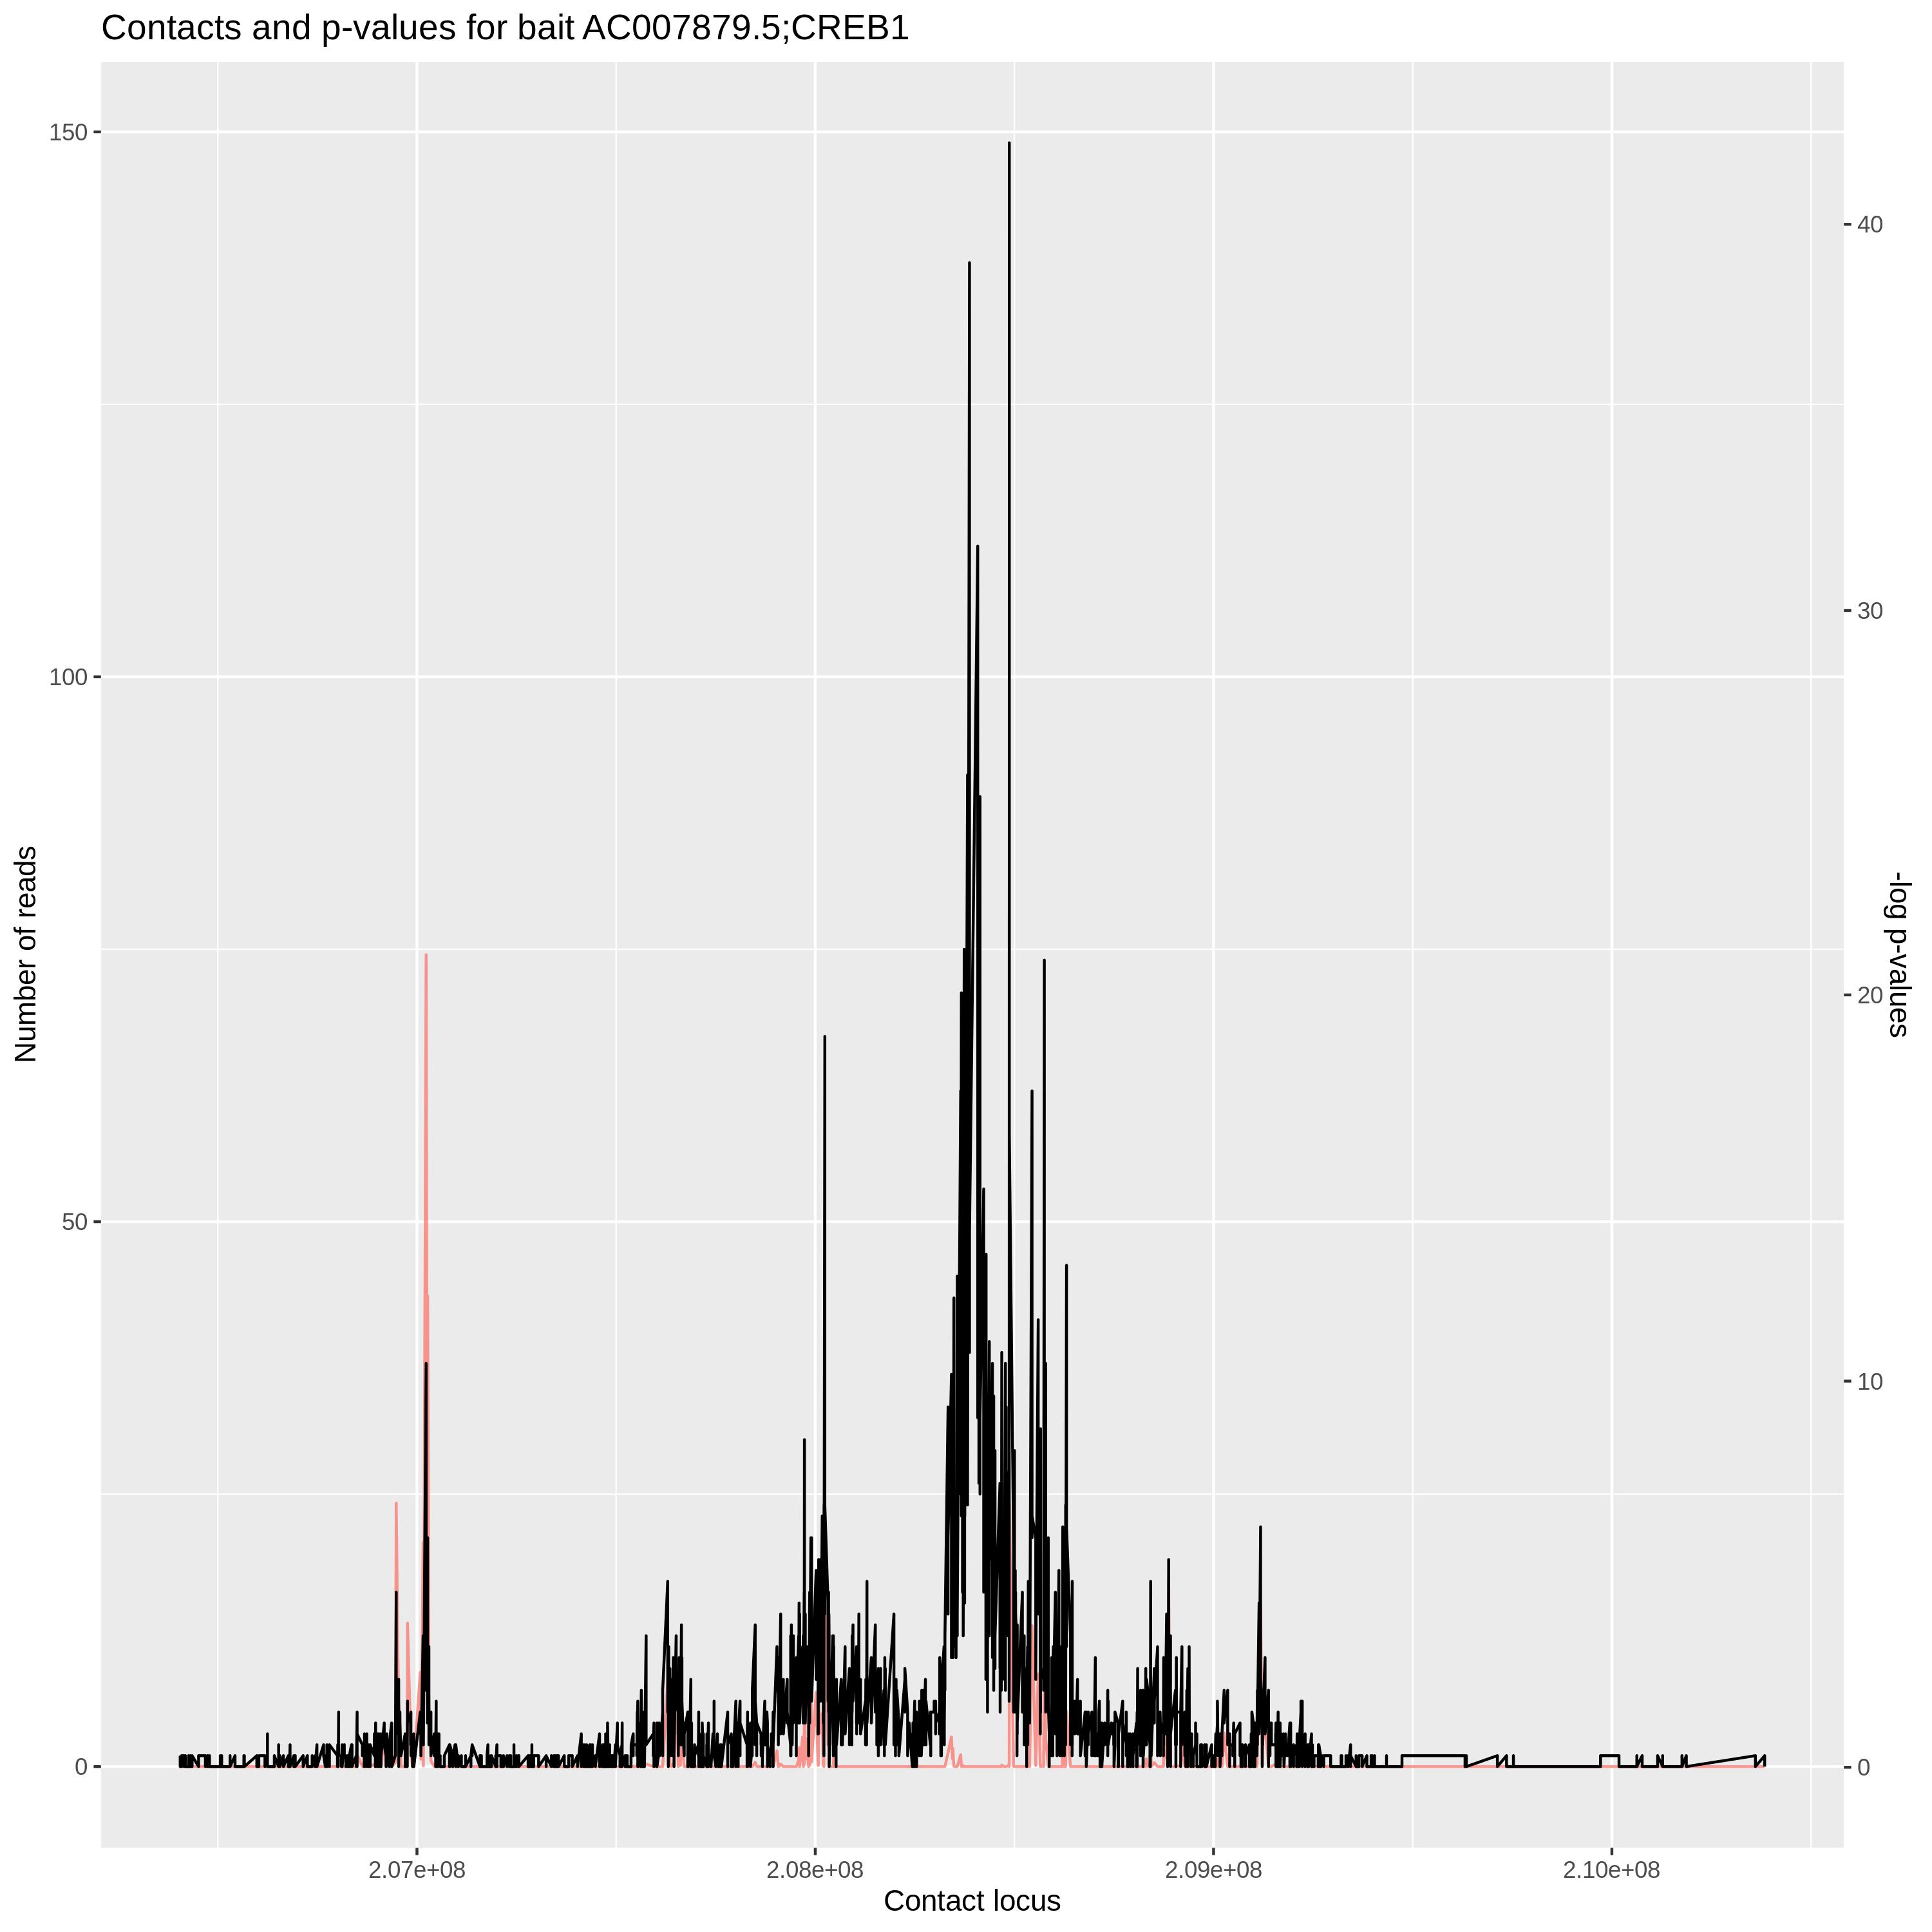 Contacts and p-values for bait AC007879.5;CREB1
150
100
50
0
Number of reads
40
30
20
10
0
-log p-values
2.07e+08 2.08e+08 2.09e+08 2.10e+08
Contact locus